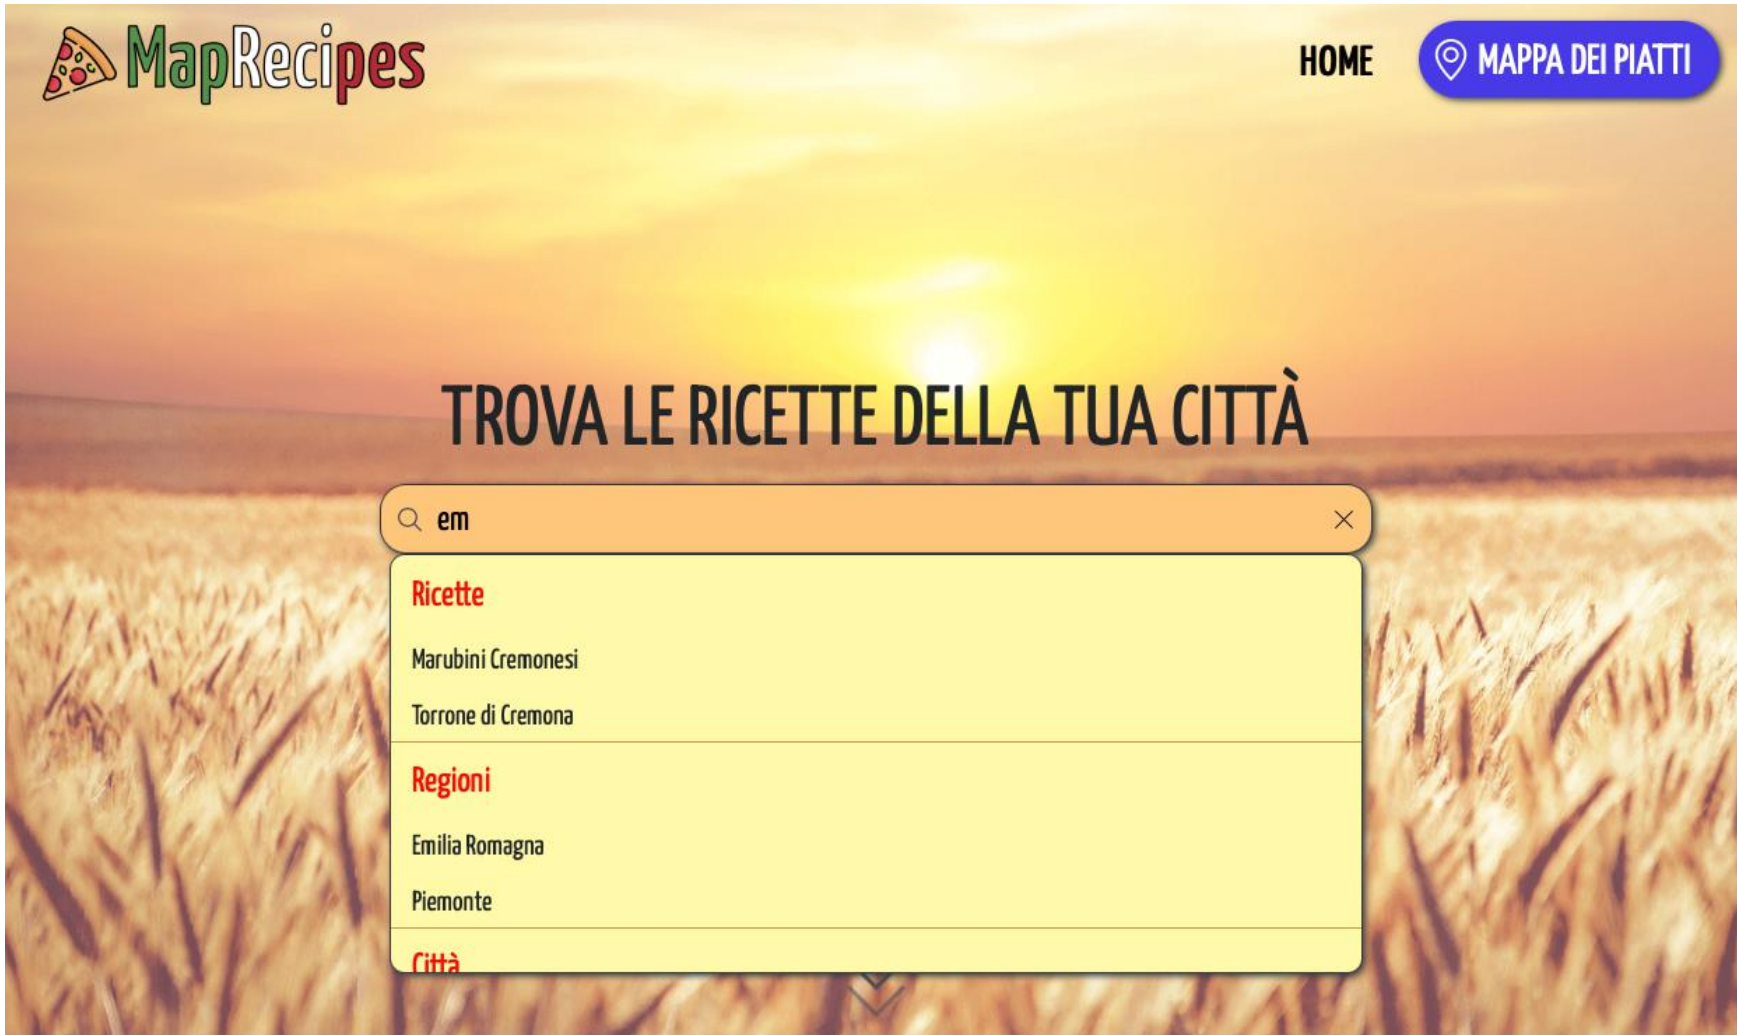 MapRecipes
HOME
MAPPA DEI PIATTI
TROVA LE RICETTE DELLA TUA CITTÀ
em
Ricette
Marubini Cremonesi
Torrone di Cremona
Regioni
Emilia Romagna
Piemonte
Città